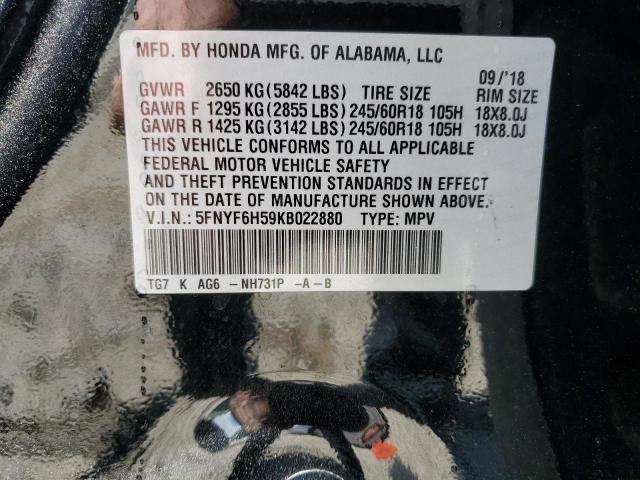 MFD. BY HONDA MFG. OF ALABAMA, LLC
09/'18
GVWR 2650 KG(5842 LBS) TIRE SIZE RIM SIZE
GAWR F 1295 KG(2855 LBS) 245/60R18 105H 18X8.0J
GAWR R 1425 KG(3142 LBS) 245/60R18 105H 18X8.0J
THIS VEHICLE CONFORMS TO ALL APPLICABLE
FEDERAL MOTOR VEHICLE SAFETY
AND THEFT PREVENTION STANDARDS IN EFFECT
ON THE DATE OF MANUFACTURE SHOWN ABOVE.
V.I.N.: 5FNYF6H59KB022880 TYPE: MPV
TG7 K AG6 -NH731P -A-B